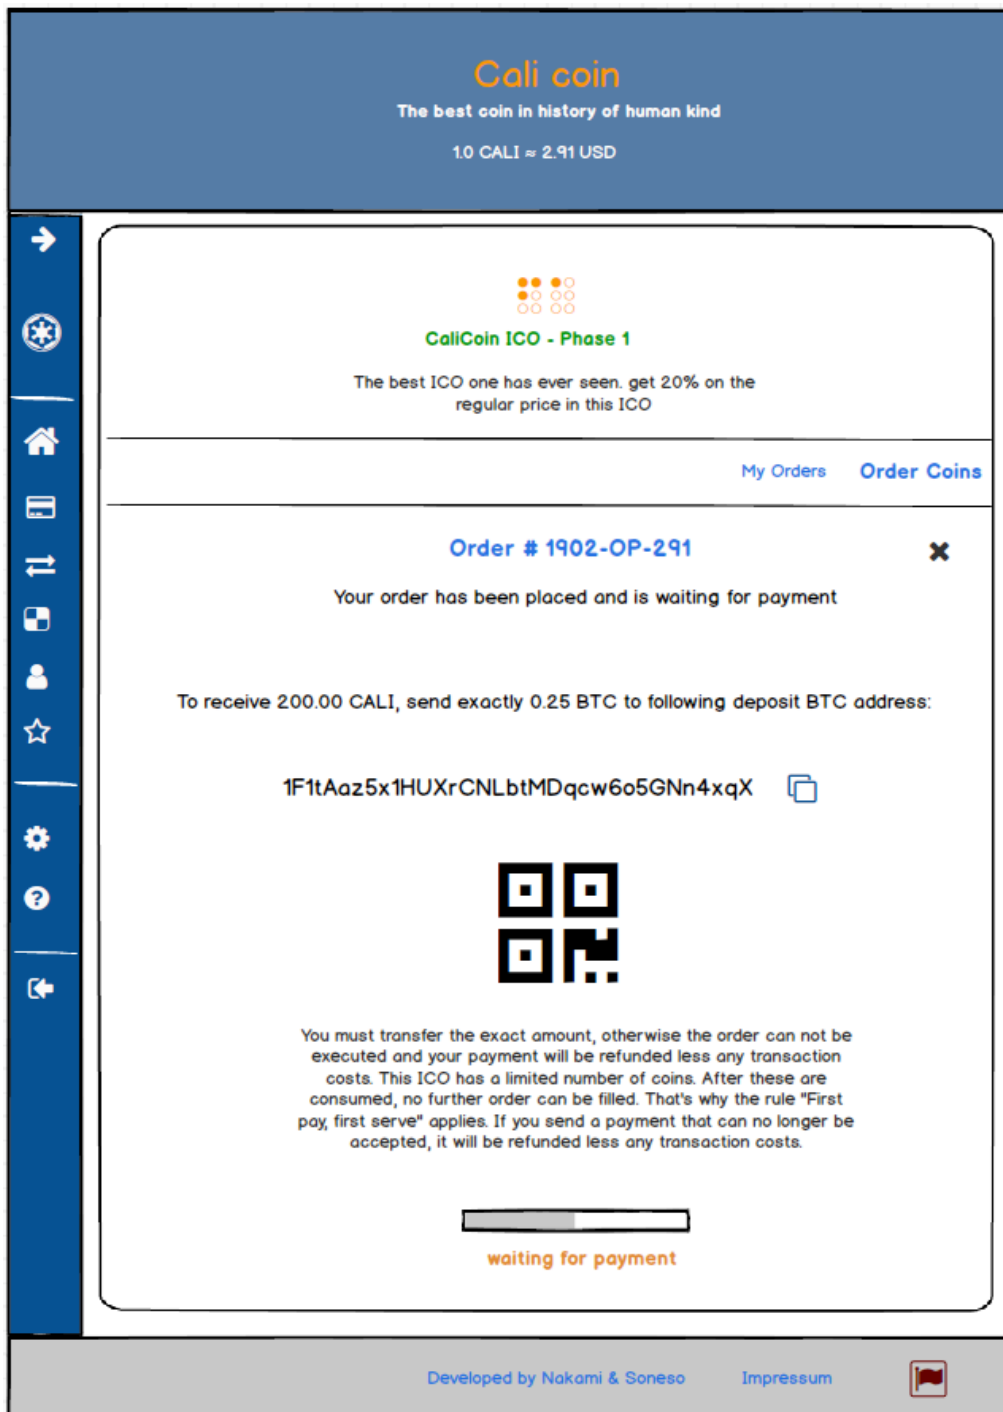 Cali coin
The best coin in history of human kind
1.0 CALI ≈ 2.91 USD
CaliCoin ICO - Phase 1
The best ICO one has ever seen. get 20% on the
regular price in this ICO
My Orders
Order Coins
Order # 1902-OP-291
Your order has been placed and is waiting for payment
To receive 200.00 CALI, send exactly 0.25 BTC to following deposit BTC address:
1F1tAaz5x1HUXrCNLbtMDqcw6o5GNn4xqX
You must transfer the exact amount, otherwise the order can not be
executed and your payment will be refunded less any transaction
costs. This ICO has a limited number of coins. After these are
consumed, no further order can be filled. That's why the rule "First
pay, first serve" applies. If you send a payment that can no longer be
accepted, it will be refunded less any transaction costs.
waiting for payment
Developed by Nakami & Soneso
Impressum